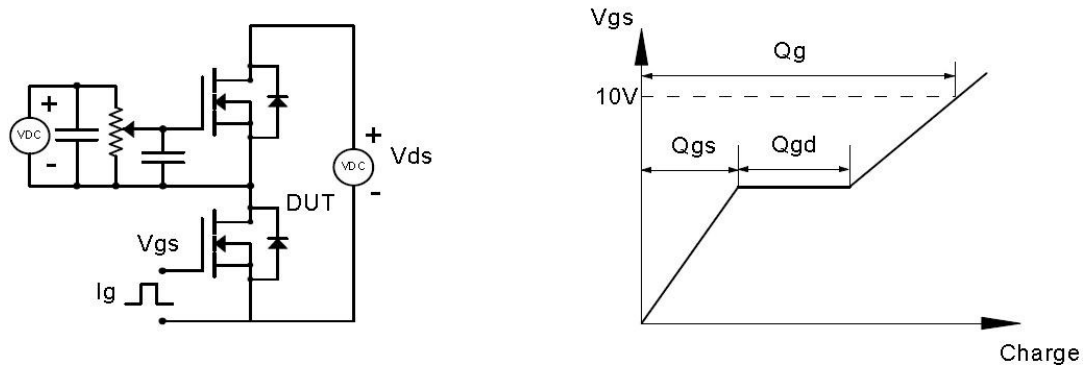 +
VDC
-
+
VDC
-
Vds
DUT
Vgs
Ig
Vgs
Qg
10V
Qgs
Qgd
Charge